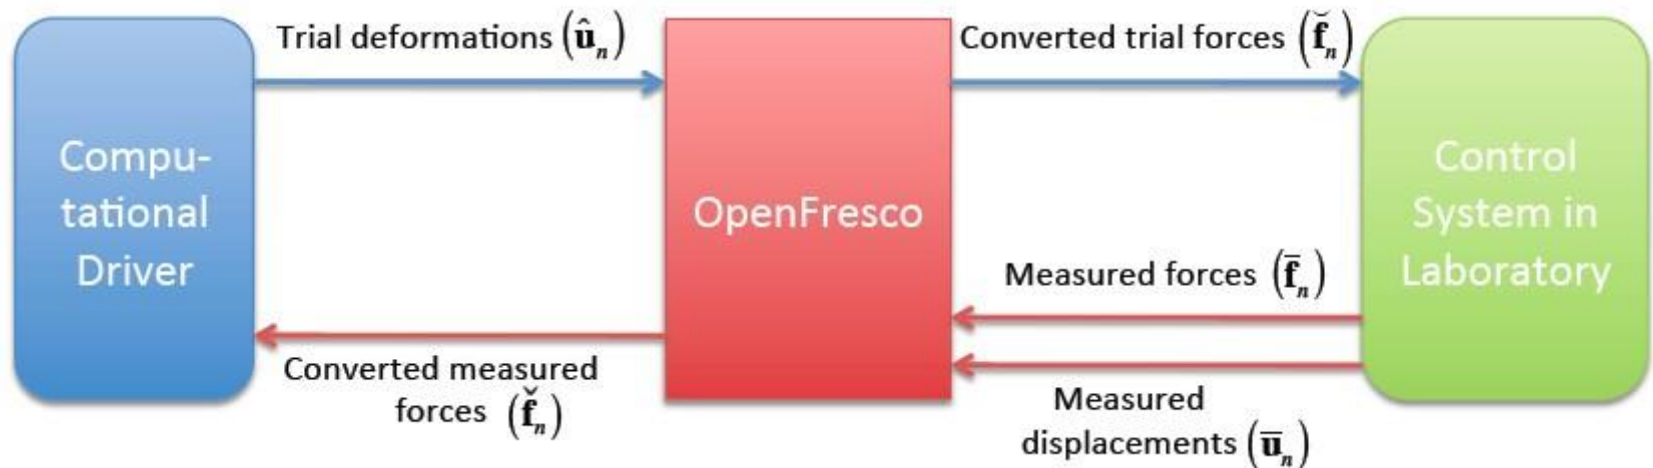 Trial deformations (û_n)
Converted trial forces (f̆_n)
Compu-
tational
Driver
OpenFresco
Control
System in
Laboratory
Measured forces (f̄_n)
Converted measured
forces (f̌_n)
Measured
displacements (ū_n)